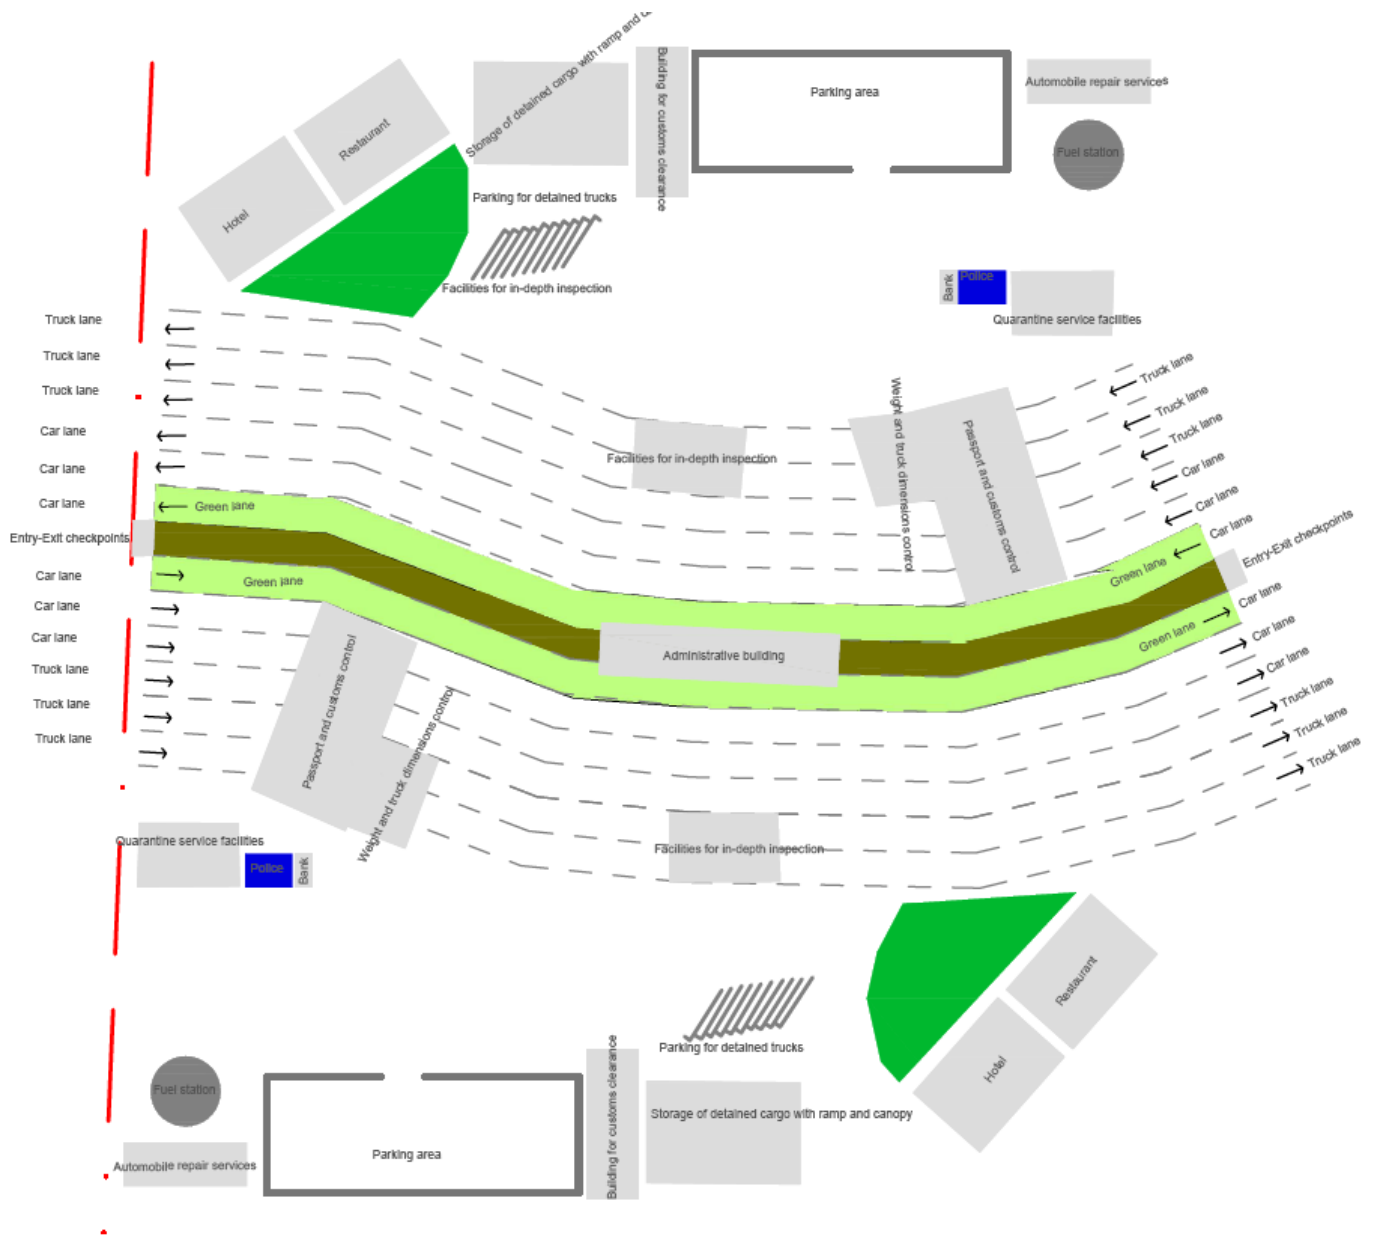 Storage of detained cargo with ramp and
Building for customs clearance
Parking area
Automobile repair services
Fuel station
Restaurant
Hotel
Parking for detained trucks
Facilities for in-depth inspection
Bank
Police
Quarantine service facilities
Truck lane
Truck lane
Truck lane
Car lane
Car lane
Car lane
Green lane
Entry-Exit checkpoints
Green lane
Car lane
Car lane
Car lane
Truck lane
Truck lane
Truck lane
Facilities for in-depth inspection
Weight and truck dimensions control
Passport and customs control
Truck lane
Truck lane
Truck lane
Car lane
Car lane
Car lane
Green lane
Entry-Exit checkpoints
Green lane
Car lane
Car lane
Car lane
Truck lane
Truck lane
Truck lane
Administrative building
Passport and customs control
Weight and truck dimensions control
Facilities for in-depth inspection
Quarantine service facilities
Police
Bank
Restaurant
Hotel
Parking for detained trucks
Building for customs clearance
Storage of detained cargo with ramp and canopy
Fuel station
Parking area
Automobile repair services